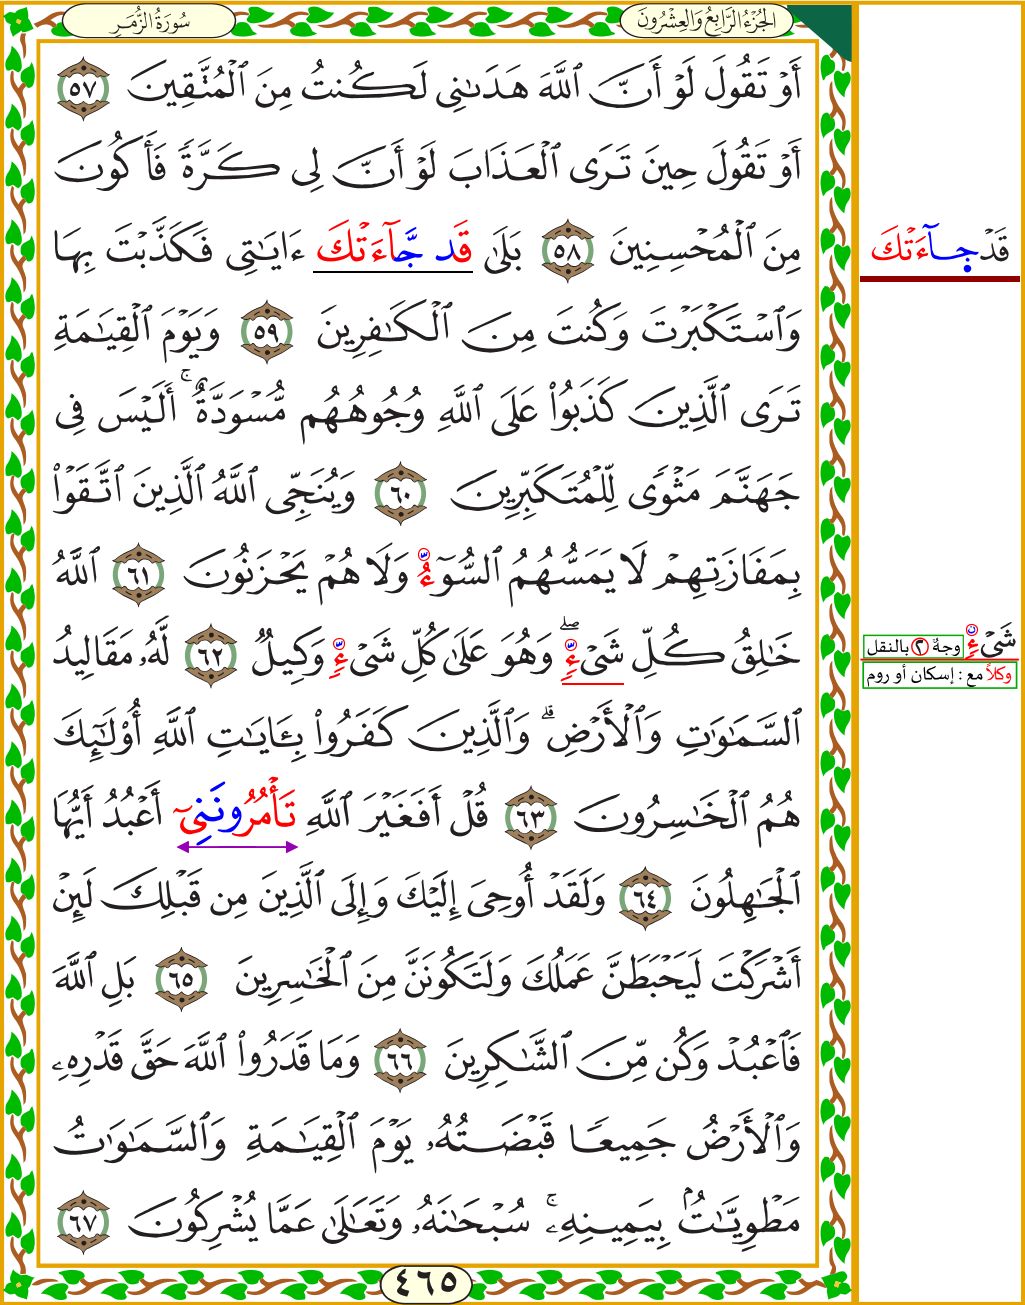 سُورَةُ الزُّمَرِ
الجُزْءُ الرَّابِعُ وَالعِشْرُونَ
أَوْ تَقُولَ لَوْ أَنَّ ٱللَّهَ هَدَىٰنِى لَكُنتُ مِنَ ٱلْمُتَّقِينَ ٥٧
أَوْ تَقُولَ حِينَ تَرَى ٱلْعَذَابَ لَوْ أَنَّ لِى كَرَّةً فَأَكُونَ
مِنَ ٱلْمُحْسِنِينَ ٥٨ بَلَىٰ قَد جَّآءَتْكَ ءَايَـٰتِى فَكَذَّبْتَ بِهَا
وَٱسْتَكْبَرْتَ وَكُنتَ مِنَ ٱلْكَـٰفِرِينَ ٥٩ وَيَوْمَ ٱلْقِيَـٰمَةِ
تَرَى ٱلَّذِينَ كَذَبُوا۟ عَلَى ٱللَّهِ وُجُوهُهُم مُّسْوَدَّةٌ ۚ أَلَيْسَ فِى
جَهَنَّمَ مَثْوًى لِّلْمُتَكَبِّرِينَ ٦٠ وَيُنَجِّى ٱللَّهُ ٱلَّذِينَ ٱتَّقَوْا۟
بِمَفَازَتِهِمْ لَا يَمَسُّهُمُ ٱلسُّوٓءُ وَلَا هُمْ يَحْزَنُونَ ٦١ ٱللَّهُ
خَـٰلِقُ كُلِّ شَىْءٍ ۖ وَهُوَ عَلَىٰ كُلِّ شَىْءٍ وَكِيلٌ ٦٢ لَّهُۥ مَقَالِيدُ
ٱلسَّمَـٰوَٰتِ وَٱلْأَرْضِ ۗ وَٱلَّذِينَ كَفَرُوا۟ بِـَٔايَـٰتِ ٱللَّهِ أُو۟لَـٰٓئِكَ
هُمُ ٱلْخَـٰسِرُونَ ٦٣ قُلْ أَفَغَيْرَ ٱللَّهِ تَأْمُرُونَنِىٓ أَعْبُدُ أَيُّهَا
ٱلْجَـٰهِلُونَ ٦٤ وَلَقَدْ أُوحِىَ إِلَيْكَ وَإِلَى ٱلَّذِينَ مِن قَبْلِكَ لَئِنْ
أَشْرَكْتَ لَيَحْبَطَنَّ عَمَلُكَ وَلَتَكُونَنَّ مِنَ ٱلْخَـٰسِرِينَ ٦٥ بَلِ ٱللَّهَ
فَٱعْبُدْ وَكُن مِّنَ ٱلشَّـٰكِرِينَ ٦٦ وَمَا قَدَرُوا۟ ٱللَّهَ حَقَّ قَدْرِهِۦ
وَٱلْأَرْضُ جَمِيعًا قَبْضَتُهُۥ يَوْمَ ٱلْقِيَـٰمَةِ وَٱلسَّمَـٰوَٰتُ
مَطْوِيَّـٰتٌۢ بِيَمِينِهِۦ ۚ سُبْحَـٰنَهُۥ وَتَعَـٰلَىٰ عَمَّا يُشْرِكُونَ ٦٧
٤٦٥
قَدْ جِآءَتْكَ
شَىْءٍ وجهٌ ٢ بالنقل
وكلاً مع : إسكان أو روم